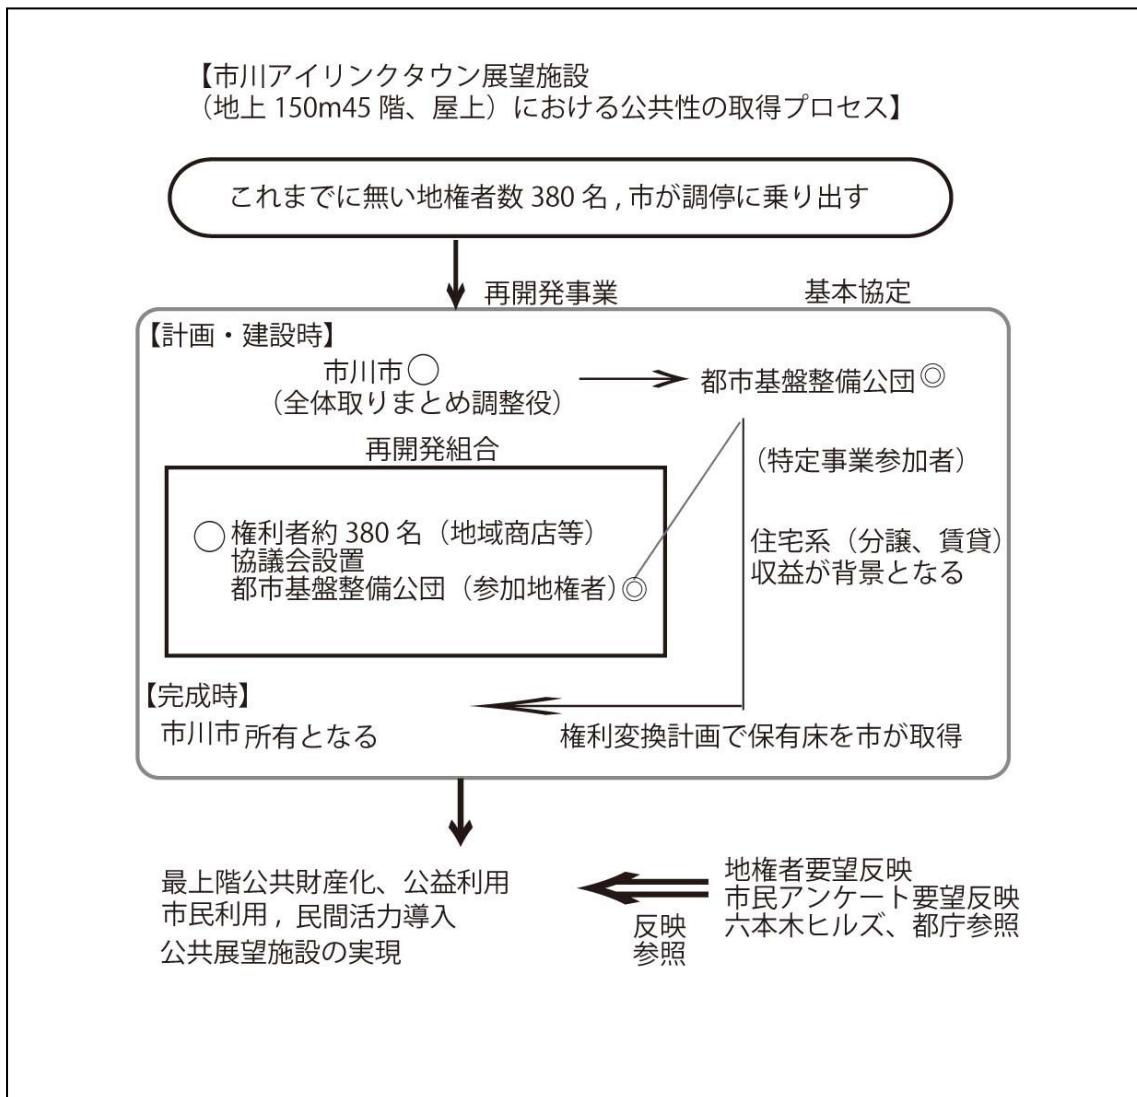 【市川アイリンクタウン展望施設
（地上 150m45 階、屋上）における公共性の取得プロセス】
これまでに無い地権者数 380 名 , 市が調停に乗り出す
再開発事業
基本協定
【計画・建設時】
市川市◯
（全体取りまとめ調整役）
都市基盤整備公団◎
再開発組合
（特定事業参加者）
◯権利者約 380 名（地域商店等）
協議会設置
都市基盤整備公団（参加地権者）◎
住宅系（分譲、賃貸）
収益が背景となる
【完成時】
市川市 所有となる
権利変換計画で保有床を市が取得
最上階公共財産化、公益利用
市民利用 , 民間活力導入
公共展望施設の実現
反映
参照
地権者要望反映
市民アンケート要望反映
六本木ヒルズ、都庁参照